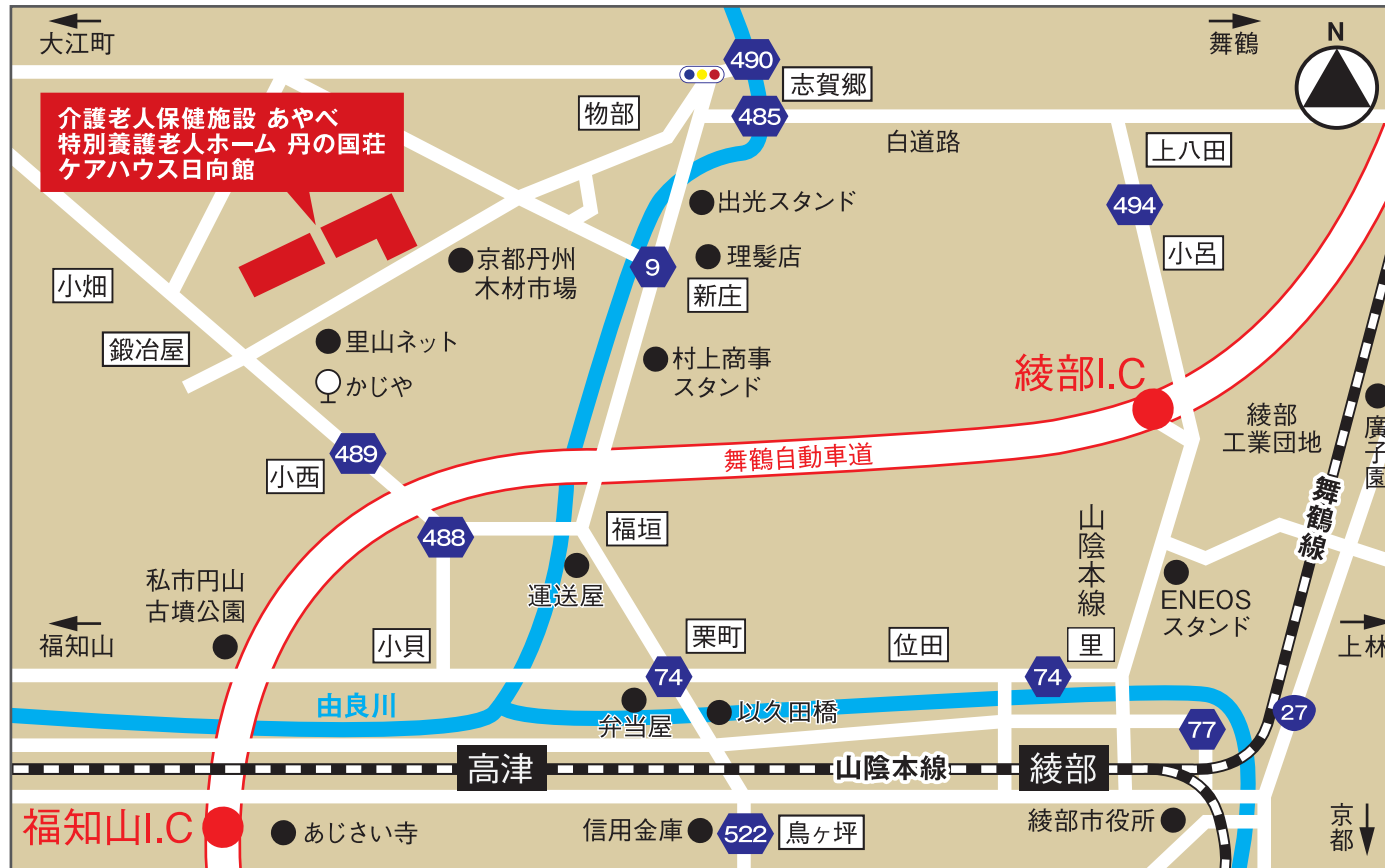 大江町
490
舞鶴
N
志賀郷
介護老人保健施設 あやべ
特別養護老人ホーム 丹の国荘
ケアハウス日向館
物部
485
白道路
上八田
出光スタンド
494
京都丹州
木材市場
9
理髪店
小呂
小畑
新庄
鍛冶屋
里山ネット
かじや
村上商事
スタンド
綾部I.C
綾部
工業団地
廣子園
489
小西
舞鶴自動車道
舞鶴線
488
福垣
山陰本線
私市円山
古墳公園
運送屋
ENEOS
スタンド
福知山
小貝
栗町
位田
里
上林
74
74
由良川
弁当屋
以久田橋
77
27
高津
山陰本線
綾部
福知山I.C
あじさい寺
信用金庫
522
鳥ヶ坪
綾部市役所
京都